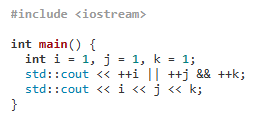 #include <iostream>

int main() {
  int i = 1, j = 1, k = 1;
  std::cout << ++i || ++j && ++k;
  std::cout << i << j << k;
}